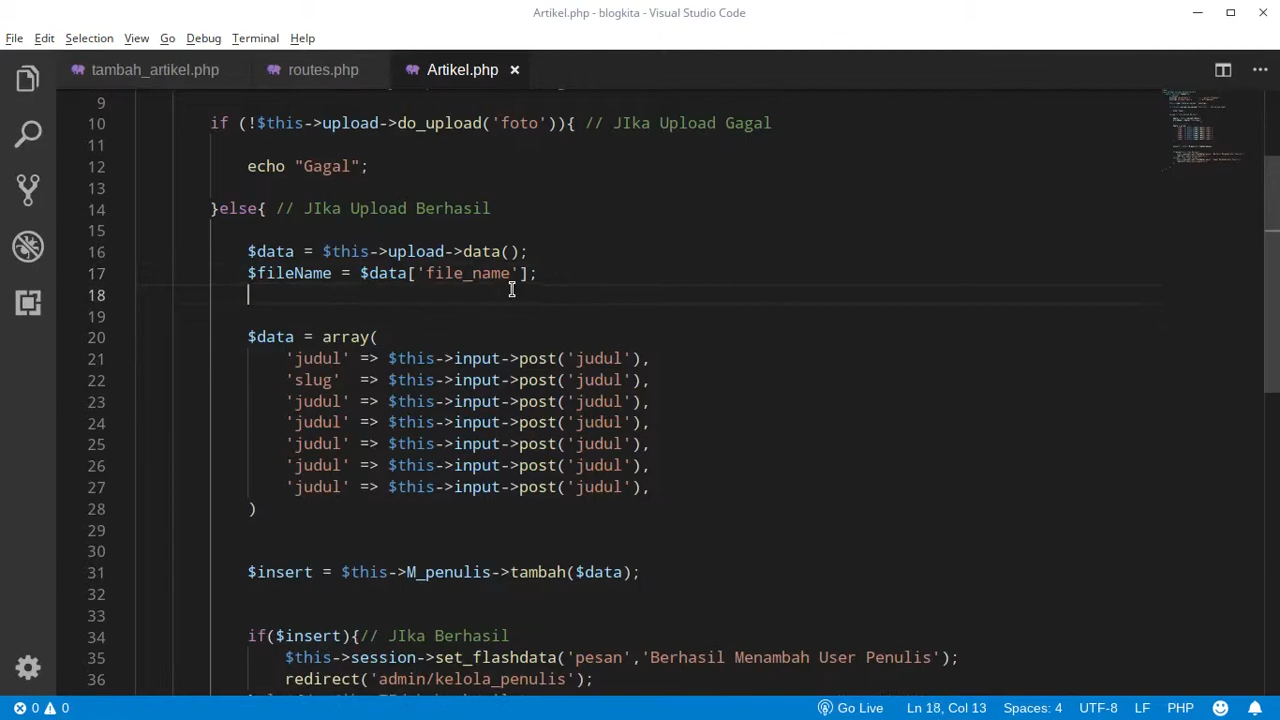 Artikel.php - blogkita - Visual Studio Code
File Edit Selection View Go Debug Terminal Help
tambah_artikel.php routes.php Artikel.php
9
10 if (!$this->upload->do_upload('foto')){ // JIka Upload Gagal
11
12 echo "Gagal";
13
14 }else{ // JIka Upload Berhasil
15
16 $data = $this->upload->data();
17 $fileName = $data['file_name'];
18
19
20 $data = array(
21 'judul' => $this->input->post('judul'),
22 'slug' => $this->input->post('judul'),
23 'judul' => $this->input->post('judul'),
24 'judul' => $this->input->post('judul'),
25 'judul' => $this->input->post('judul'),
26 'judul' => $this->input->post('judul'),
27 'judul' => $this->input->post('judul'),
28 )
29
30
31 $insert = $this->M_penulis->tambah($data);
32
33
34 if($insert){// JIka Berhasil
35 $this->session->set_flashdata('pesan','Berhasil Menambah User Penulis');
36 redirect('admin/kelola_penulis');
0 0 Go Live Ln 18, Col 13 Spaces: 4 UTF-8 LF PHP